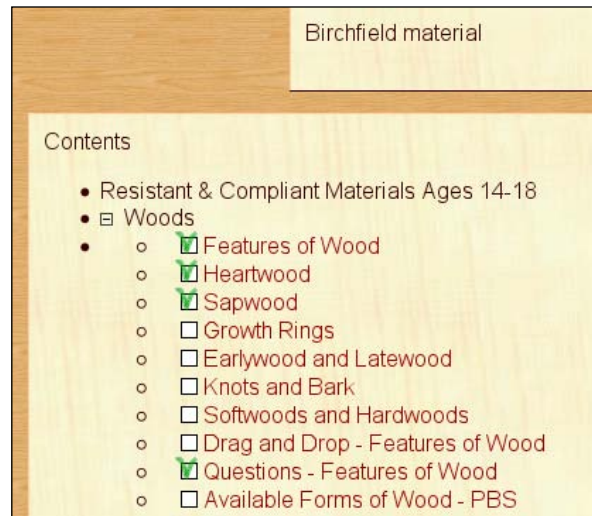 Birchfield material
Contents
Resistant & Compliant Materials Ages 14-18
Woods
Features of Wood
Heartwood
Sapwood
Growth Rings
Earlywood and Latewood
Knots and Bark
Softwoods and Hardwoods
Drag and Drop - Features of Wood
Questions - Features of Wood
Available Forms of Wood - PBS